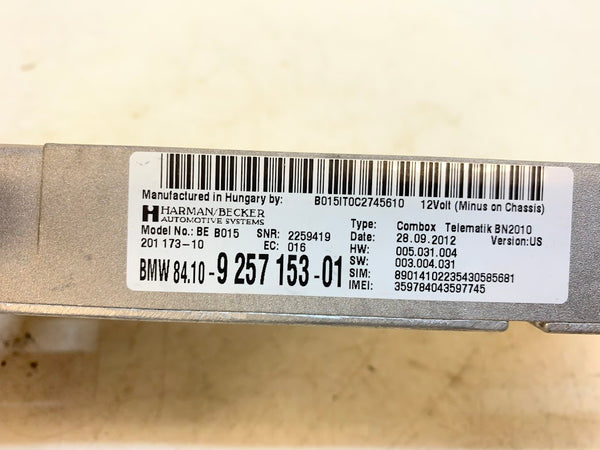 Manufactured in Hungary by: B015IT0C2745610 12Volt (Minus on Chassis)
HARMAN/BECKER
AUTOMOTIVE SYSTEMS
Type: Combox Telematik BN2010
Model No.: BE B015 SNR: 2259419 Date: 28.09.2012 Version:US
201 173-10 EC: 016 HW: 005.031.004
SW: 003.004.031
BMW 84.10-9 257 153-01 SIM: 89014102235430585681
IMEI: 359784043597745